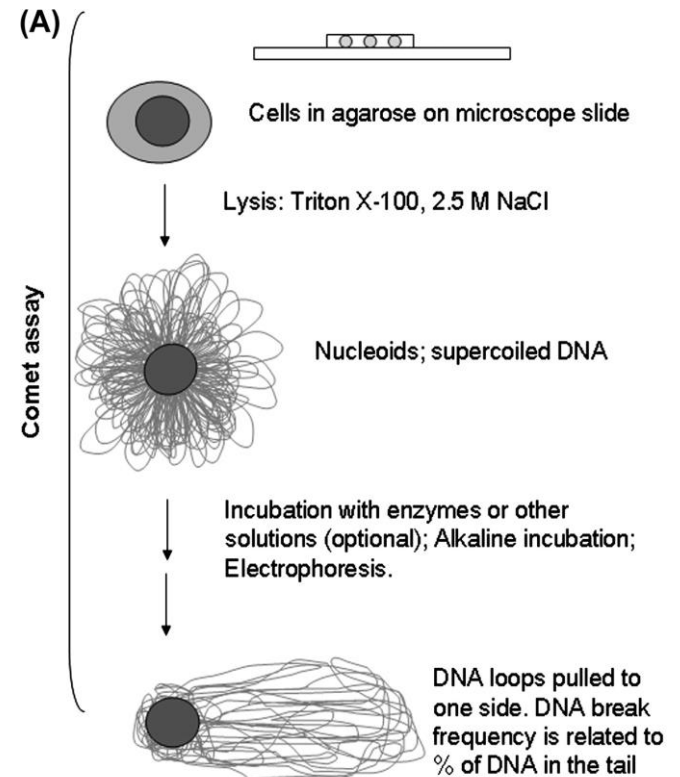 (A)
Cells in agarose on microscope slide
Lysis: Triton X-100, 2.5 M NaCl
Comet assay
Nucleoids; supercoiled DNA
Incubation with enzymes or other
solutions (optional); Alkaline incubation;
Electrophoresis.
DNA loops pulled to
one side. DNA break
frequency is related to
% of DNA in the tail